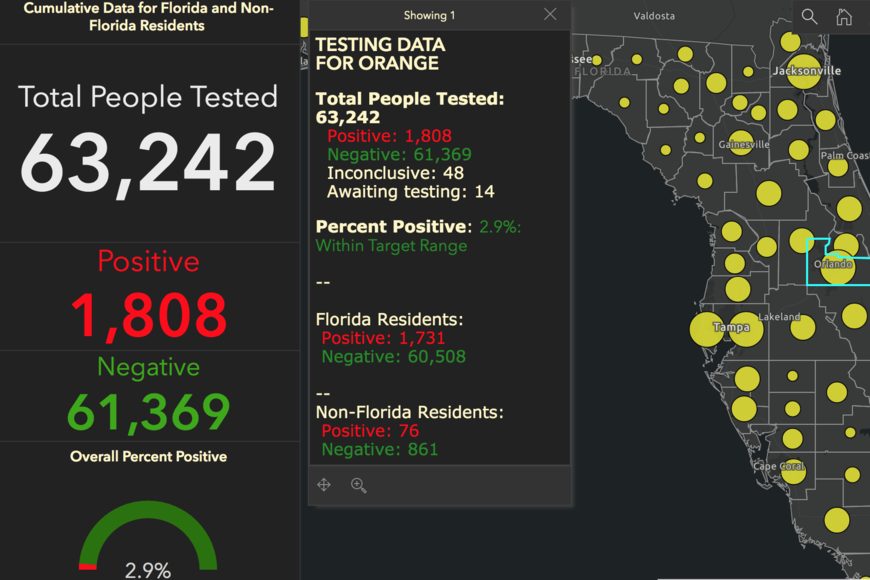 Cumulative Data for Florida and Non-
Florida Residents
Total People Tested
63,242
Positive
1,808
Negative
61,369
Overall Percent Positive
2.9%
Showing 1
TESTING DATA
FOR ORANGE
Total People Tested:
63,242
Positive: 1,808
Negative: 61,369
Inconclusive: 48
Awaiting testing: 14
Percent Positive: 2.9%:
Within Target Range
--
Florida Residents:
Positive: 1,731
Negative: 60,508
--
Non-Florida Residents:
Positive: 76
Negative: 861
Valdosta
ssee
FLORIDA
Jacksonville
Gainesville
Palm Coast
Orlando
Lakeland
Tampa
Cape Coral